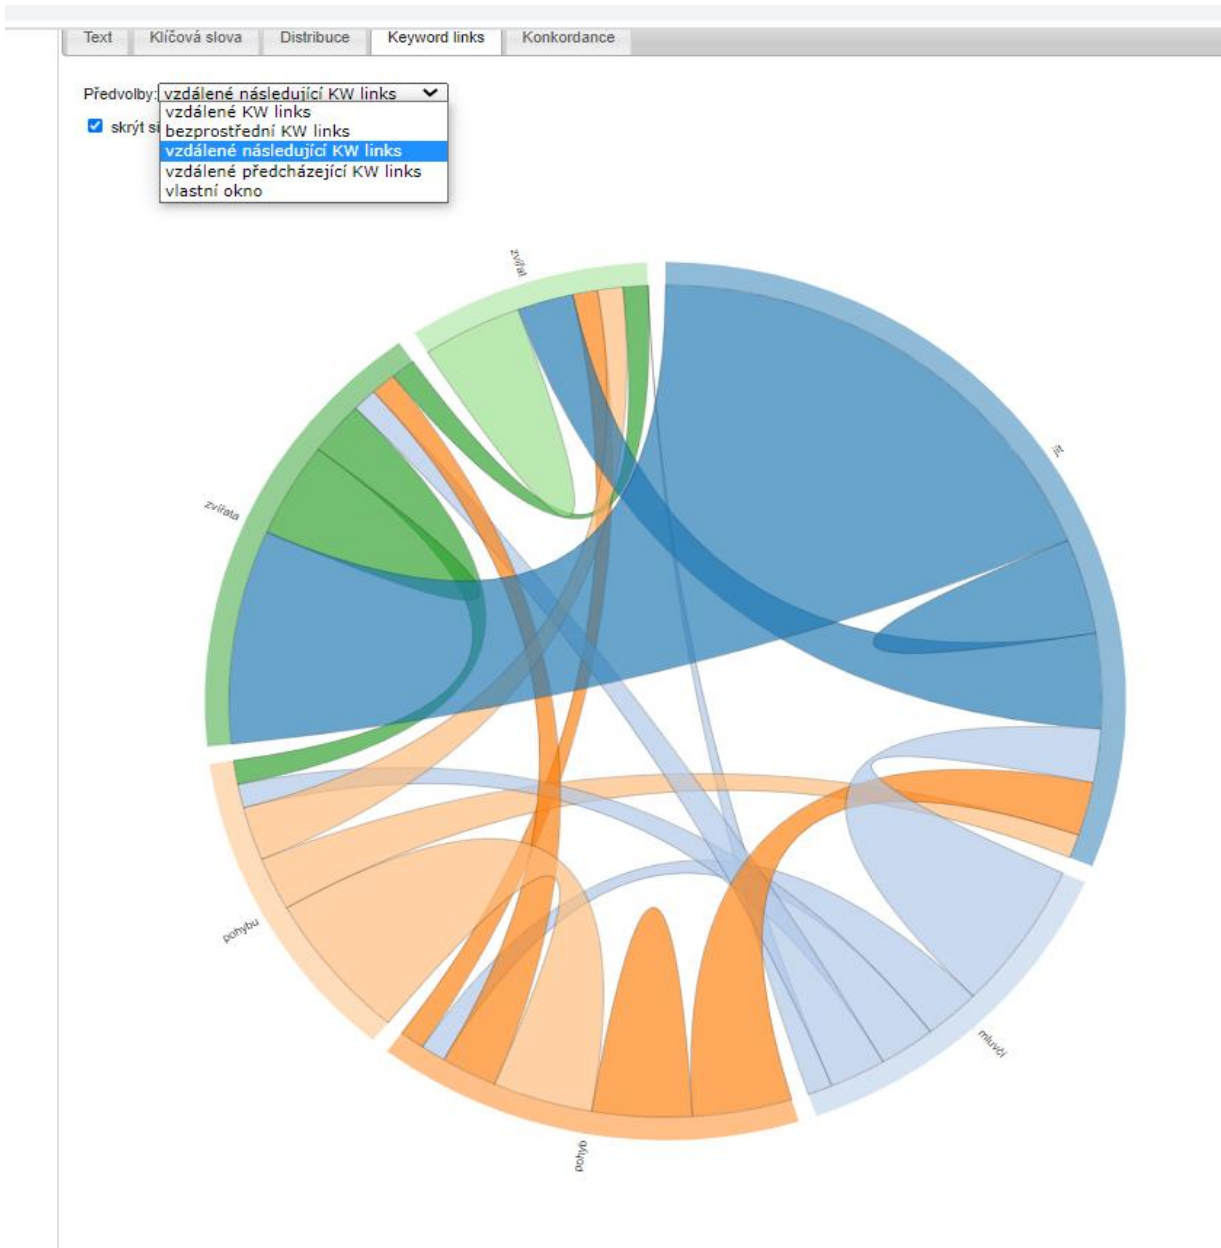 Text Klíčová slova Distribuce Keyword links Konkordance
Předvolby: vzdálené následující KW links
vzdálené KW links
skrýt si
bezprostřední KW links
vzdálené následující KW links
vzdálené předcházející KW links
vlastní okno
zvířat
jít
zvířata
pohybu
mluvčí
pohyb